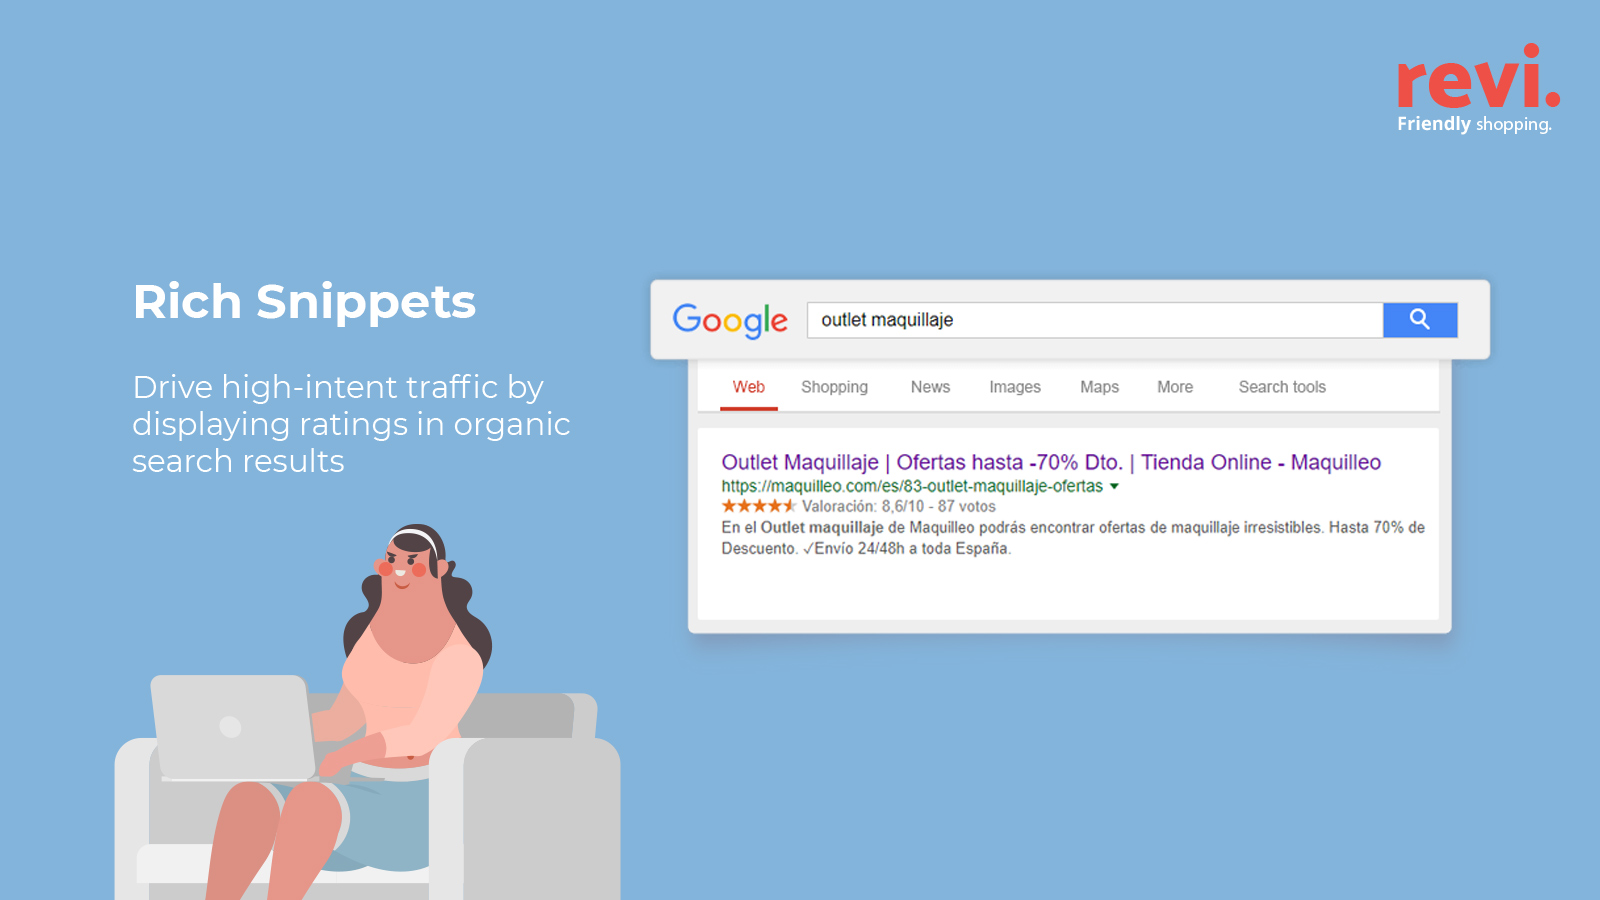 revi.
Friendly shopping.
Rich Snippets
Drive high-intent traffic by
displaying ratings in organic
search results
Google
outlet maquillaje
Web Shopping News Images Maps More Search tools
Outlet Maquillaje | Ofertas hasta -70% Dto. | Tienda Online - Maquilleo
https://maquilleo.com/es/83-outlet-maquillaje-ofertas
Valoración: 8,6/10 - 87 votos
En el Outlet maquillaje de Maquilleo podrás encontrar ofertas de maquillaje irresistibles. Hasta 70% de
Descuento. ✓Envío 24/48h a toda España.